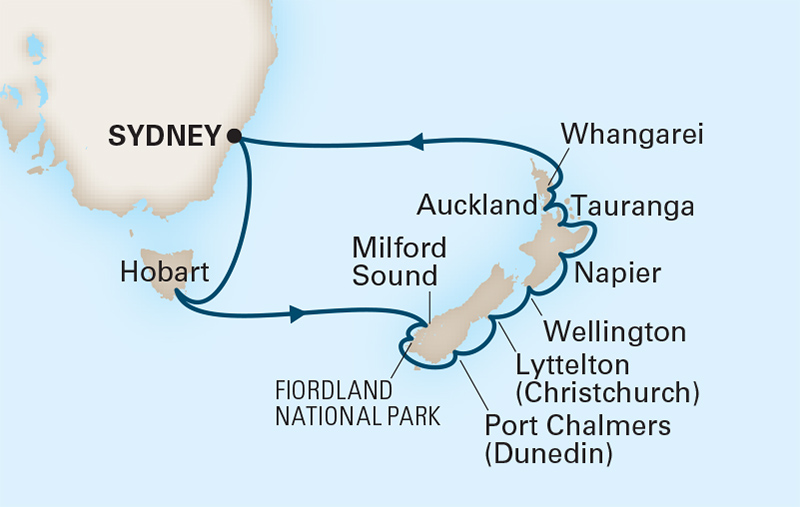 Whangarei
SYDNEY
Auckland
Tauranga
Milford
Sound
Hobart
Napier
Wellington
Lyttelton
(Christchurch)
FIORDLAND
NATIONAL PARK
Port Chalmers
(Dunedin)